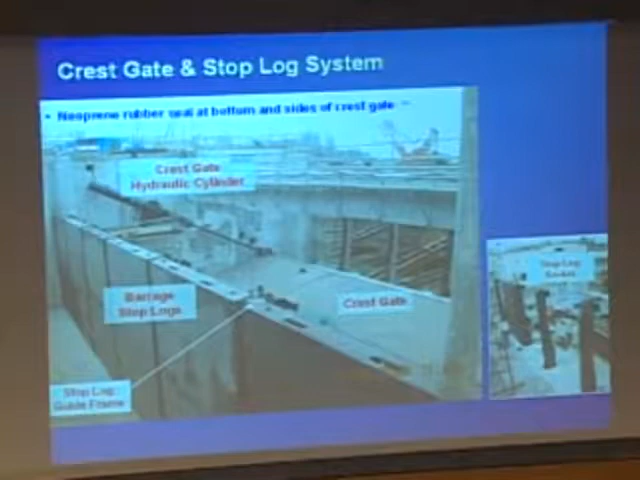 Crest Gate & Stop Log System
• Neoprene rubber seal at bottom and sides of crest gate
Crest Gate
Hydraulic Cylinder
Barrage
Stop Logs
Crest Gate
Stop Log
Guide Frame
Stop Log